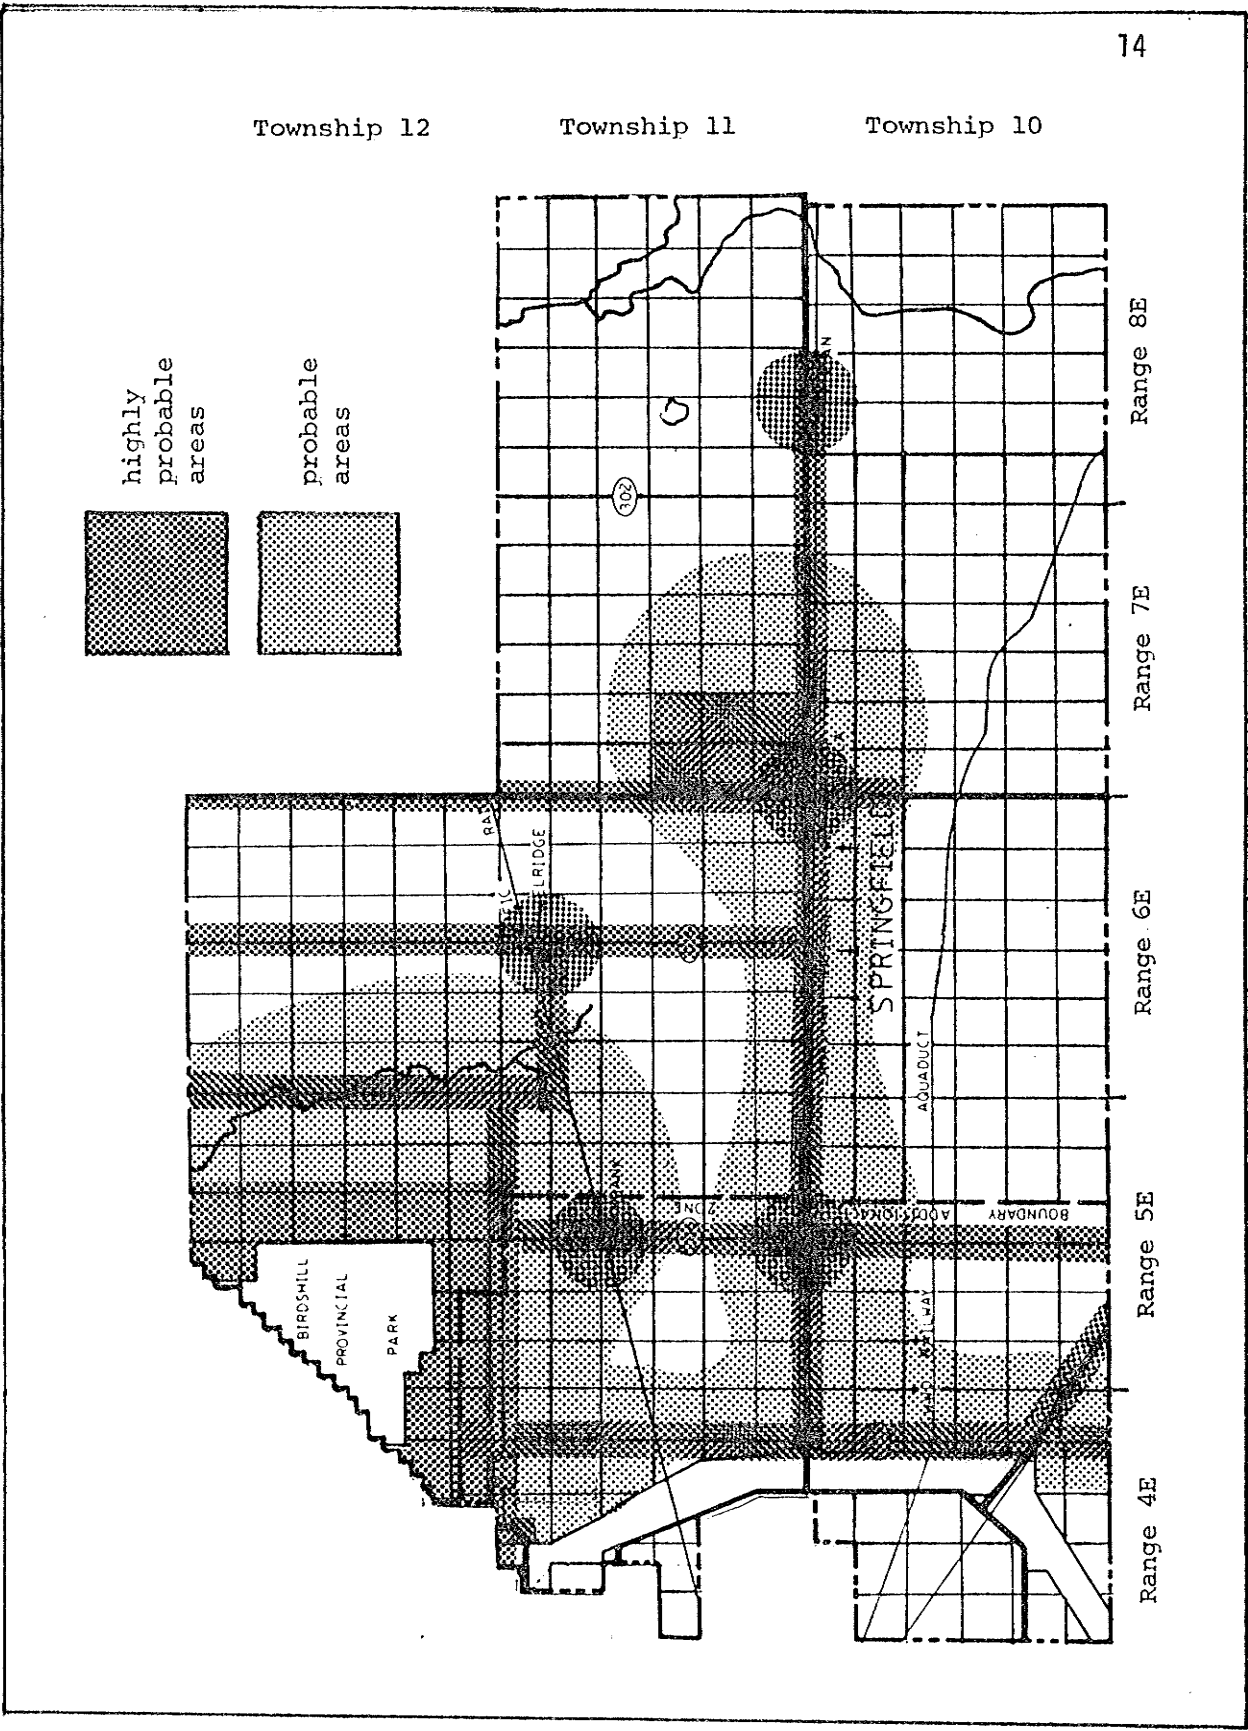 14
Township 12
Township 11
Township 10
highly
probable
areas
probable
areas
302
Range 8E
Range 7E
Range 6E
Range 5E
Range 4E
SPRINGFIELD
AQUADUCT
ADDITIONAL
ZONE
BOUNDARY
RAILWAY
BIRDSHILL
PROVINCIAL
PARK